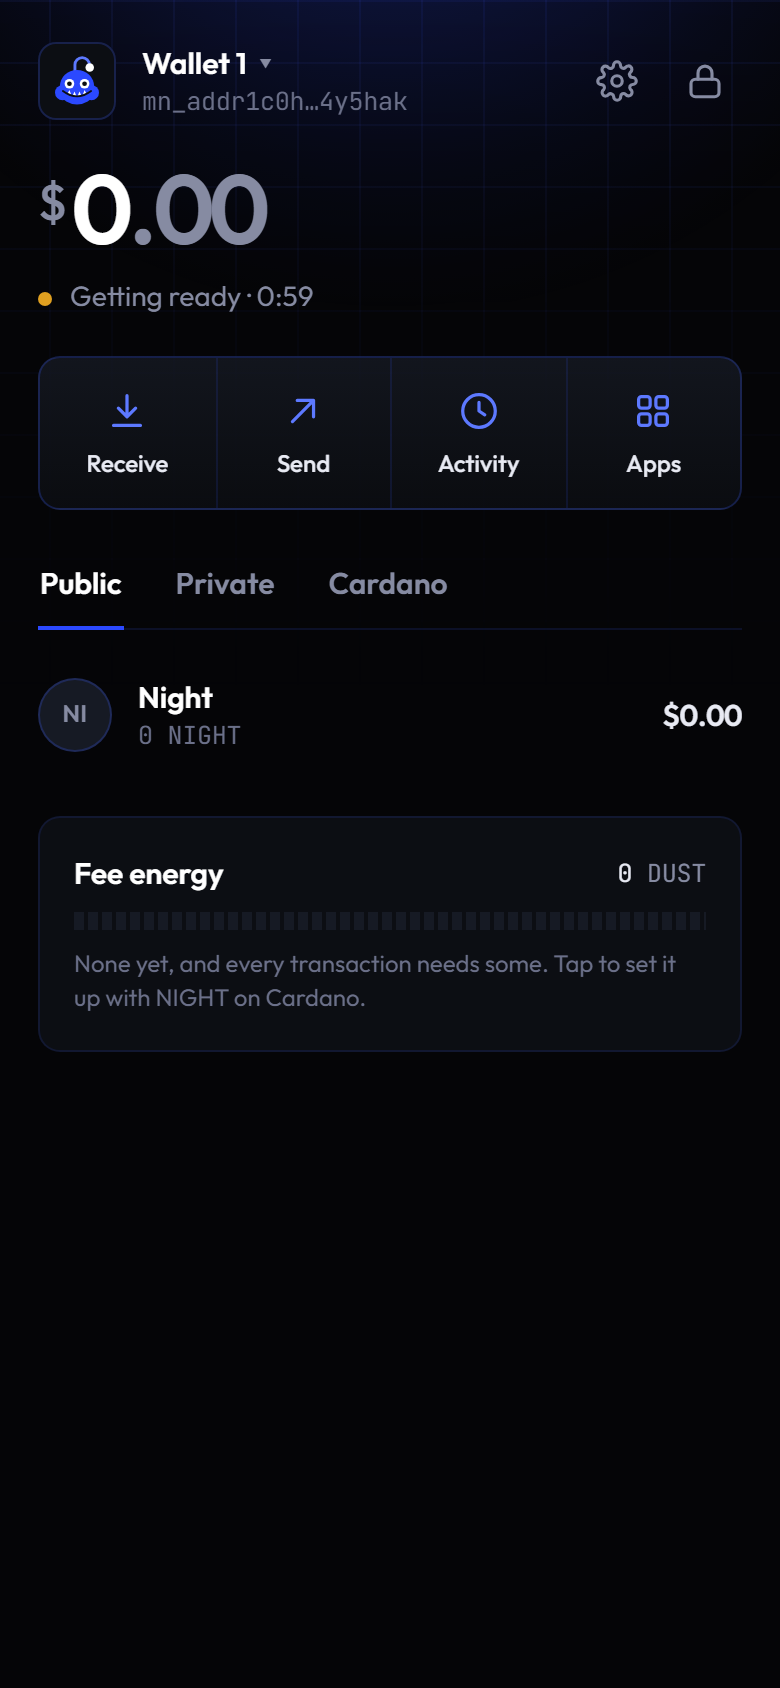 Wallet 1
mn_addr1c0h…4y5hak
$0.00
Getting ready · 0:59
Receive
Send
Activity
Apps
Public
Private
Cardano
NI
Night
0 NIGHT
$0.00
Fee energy
0 DUST
None yet, and every transaction needs some. Tap to set it
up with NIGHT on Cardano.